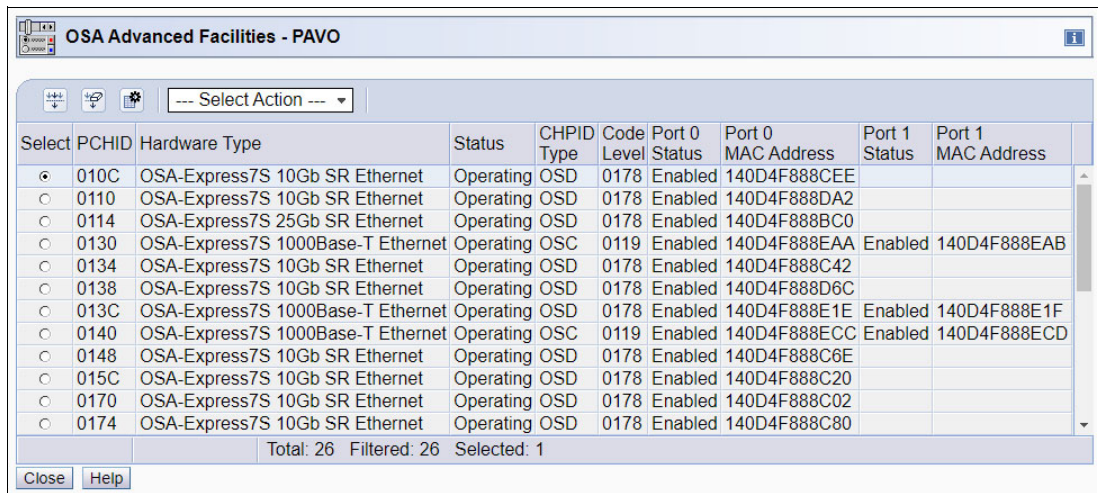 OSA Advanced Facilities - PAVO
i
--- Select Action ---
Select PCHID Hardware Type Status CHPID Type Code Level Port 0 Status Port 0 MAC Address Port 1 Status Port 1 MAC Address
010C OSA-Express7S 10Gb SR Ethernet Operating OSD 0178 Enabled 140D4F888CEE
0110 OSA-Express7S 10Gb SR Ethernet Operating OSD 0178 Enabled 140D4F888DA2
0114 OSA-Express7S 25Gb SR Ethernet Operating OSD 0178 Enabled 140D4F888BC0
0130 OSA-Express7S 1000Base-T Ethernet Operating OSC 0119 Enabled 140D4F888EAA Enabled 140D4F888EAB
0134 OSA-Express7S 10Gb SR Ethernet Operating OSD 0178 Enabled 140D4F888C42
0138 OSA-Express7S 10Gb SR Ethernet Operating OSD 0178 Enabled 140D4F888D6C
013C OSA-Express7S 1000Base-T Ethernet Operating OSD 0178 Enabled 140D4F888E1E Enabled 140D4F888E1F
0140 OSA-Express7S 1000Base-T Ethernet Operating OSC 0119 Enabled 140D4F888ECC Enabled 140D4F888ECD
0148 OSA-Express7S 10Gb SR Ethernet Operating OSD 0178 Enabled 140D4F888C6E
015C OSA-Express7S 10Gb SR Ethernet Operating OSD 0178 Enabled 140D4F888C20
0170 OSA-Express7S 10Gb SR Ethernet Operating OSD 0178 Enabled 140D4F888C02
0174 OSA-Express7S 10Gb SR Ethernet Operating OSD 0178 Enabled 140D4F888C80
Total: 26 Filtered: 26 Selected: 1
Close Help